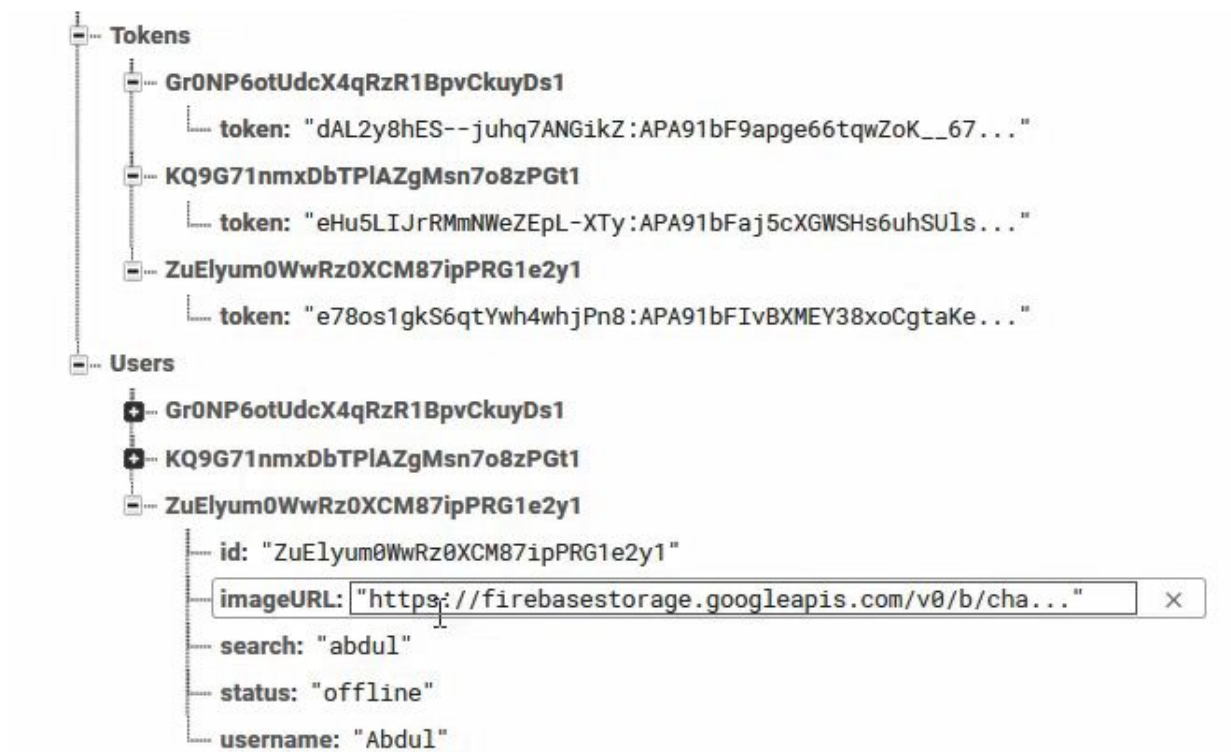 Tokens
Gr0NP6otUdcX4qRzR1BpvCkuyDs1
token: "dAL2y8hES--juhq7ANGikZ:APA91bF9apge66tqwZoK__67..."
KQ9G71nmxDbTPlAZgMsn7o8zPGt1
token: "eHu5LIJrRMmNWeZEpL-XTy:APA91bFaj5cXGWSHs6uhSUls..."
ZuElyum0WwRz0XCM87ipPRG1e2y1
token: "e78os1gkS6qtYwh4whjPn8:APA91bFIvBXMEY38xoCgtaKe..."
Users
Gr0NP6otUdcX4qRzR1BpvCkuyDs1
KQ9G71nmxDbTPlAZgMsn7o8zPGt1
ZuElyum0WwRz0XCM87ipPRG1e2y1
id: "ZuElyum0WwRz0XCM87ipPRG1e2y1"
imageURL: "https://firebasestorage.googleapis.com/v0/b/cha..."
search: "abdul"
status: "offline"
username: "Abdul"